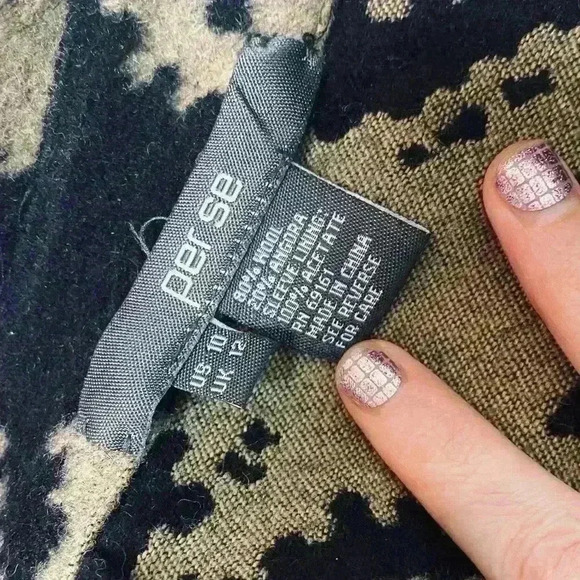 per se
80% WOOL
20% ANGORA
SLEEVE LINING:
100% ACETATE
RN 69161
MADE IN CHINA
SEE REVERSE
FOR CARE
US 10
UK 12